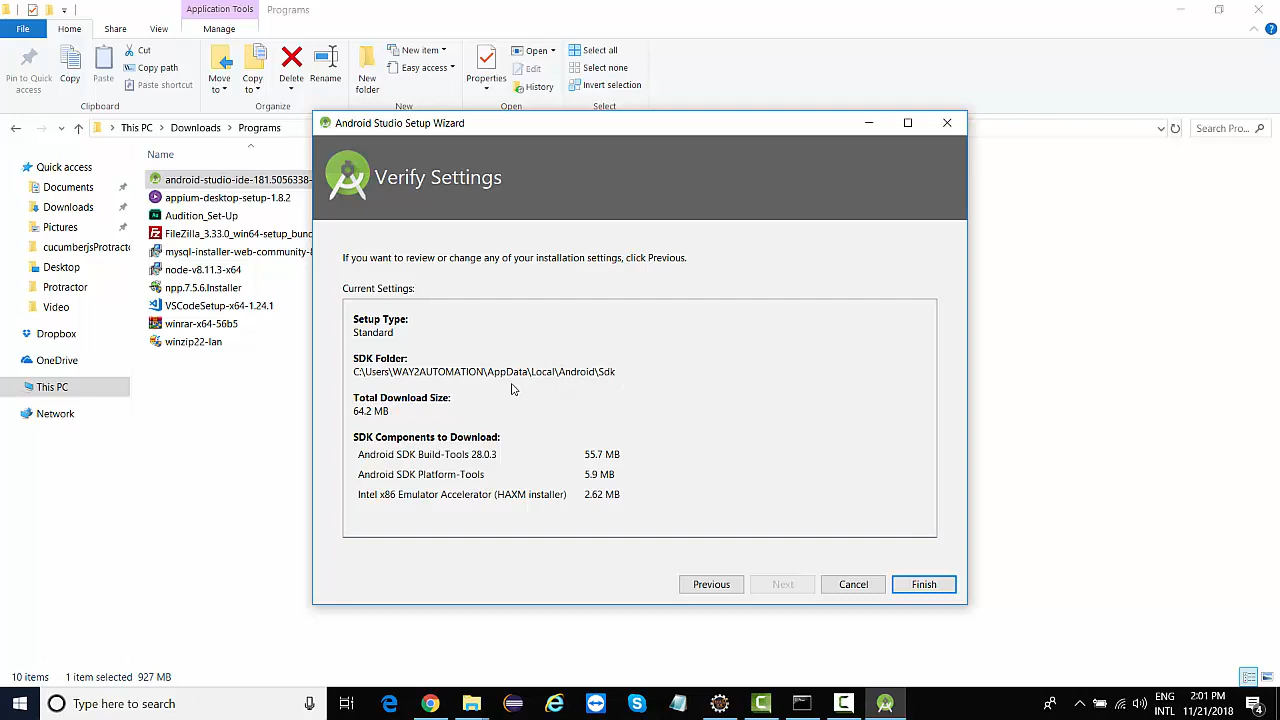 Application Tools
Programs
File
Home
Share
View
Manage
Pin to Quick access
Copy
Paste
Cut
Copy path
Paste shortcut
Clipboard
Move to
Copy to
Delete
Rename
Organize
New folder
New item
Easy access
New
Properties
Open
Edit
History
Open
Select all
Select none
Invert selection
Select
This PC
Downloads
Programs
Search Pro...
Quick access
Documents
Downloads
Pictures
cucumberjsProtractc
Desktop
Protractor
Video
Dropbox
OneDrive
This PC
Network
Name
android-studio-ide-181.5056338-
appium-desktop-setup-1.8.2
Audition_Set-Up
FileZilla_3.33.0_win64-setup_bund
mysql-installer-web-community-8
node-v8.11.3-x64
npp.7.5.6.Installer
VSCodeSetup-x64-1.24.1
winrar-x64-56b5
winzip22-lan
Android Studio Setup Wizard
Verify Settings
If you want to review or change any of your installation settings, click Previous.
Current Settings:
Setup Type:
Standard
SDK Folder:
C:\Users\WAY2AUTOMATION\AppData\Local\Android\Sdk
Total Download Size:
64.2 MB
SDK Components to Download:
Android SDK Build-Tools 28.0.3 55.7 MB
Android SDK Platform-Tools 5.9 MB
Intel x86 Emulator Accelerator (HAXM installer) 2.62 MB
Previous
Next
Cancel
Finish
10 items 1 item selected 927 MB
Type here to search
ENG
INTL
2:01 PM
11/21/2018
4